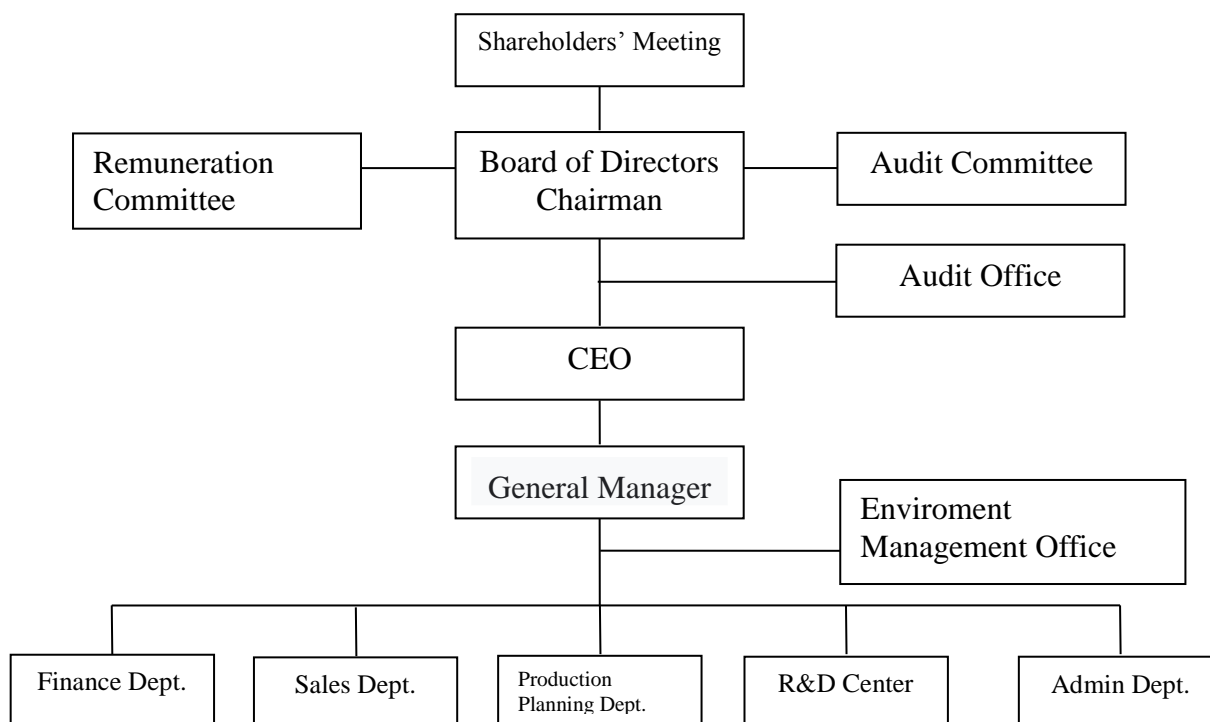 Shareholders’ Meeting
Remuneration
Committee
Board of Directors
Chairman
Audit Committee
Audit Office
CEO
General Manager
Enviroment
Management Office
Finance Dept.
Sales Dept.
Production
Planning Dept.
R&D Center
Admin Dept.